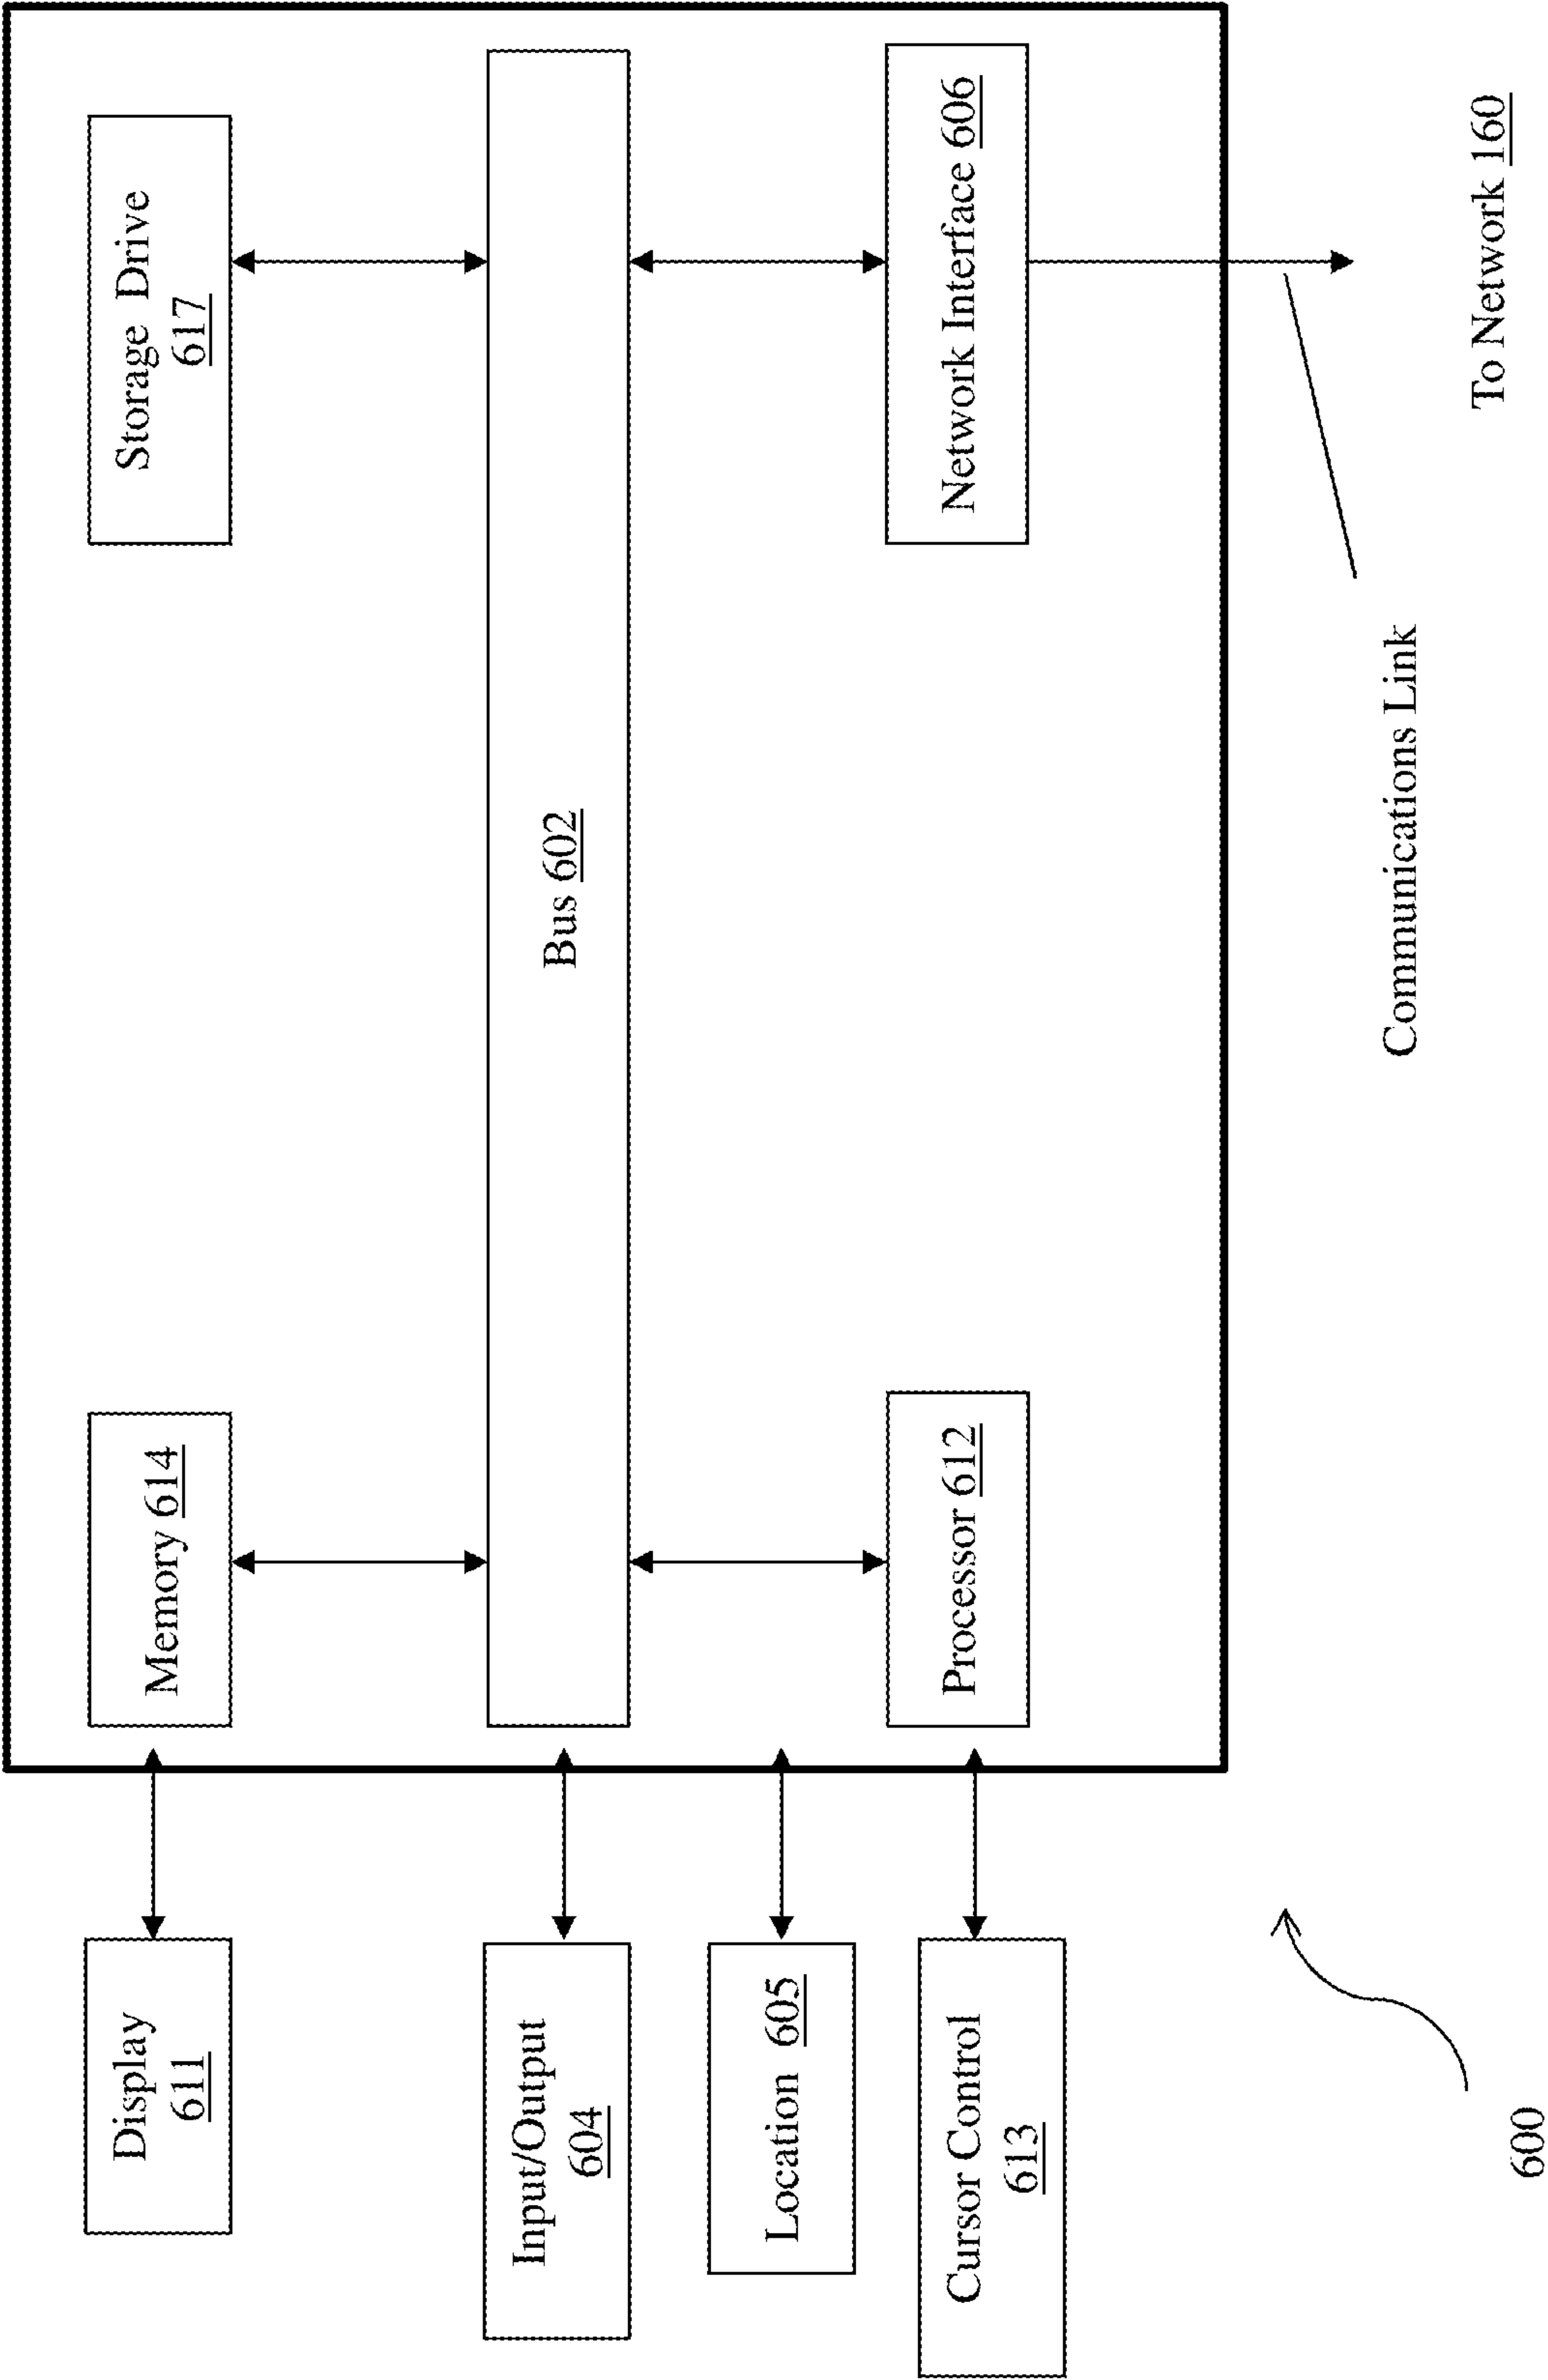 Display
611
Memory 614
Storage Drive
617
Input/Output
604
Bus 602
Location 605
Cursor Control
613
Processor 612
Network Interface 606
Communications Link
To Network 160
600